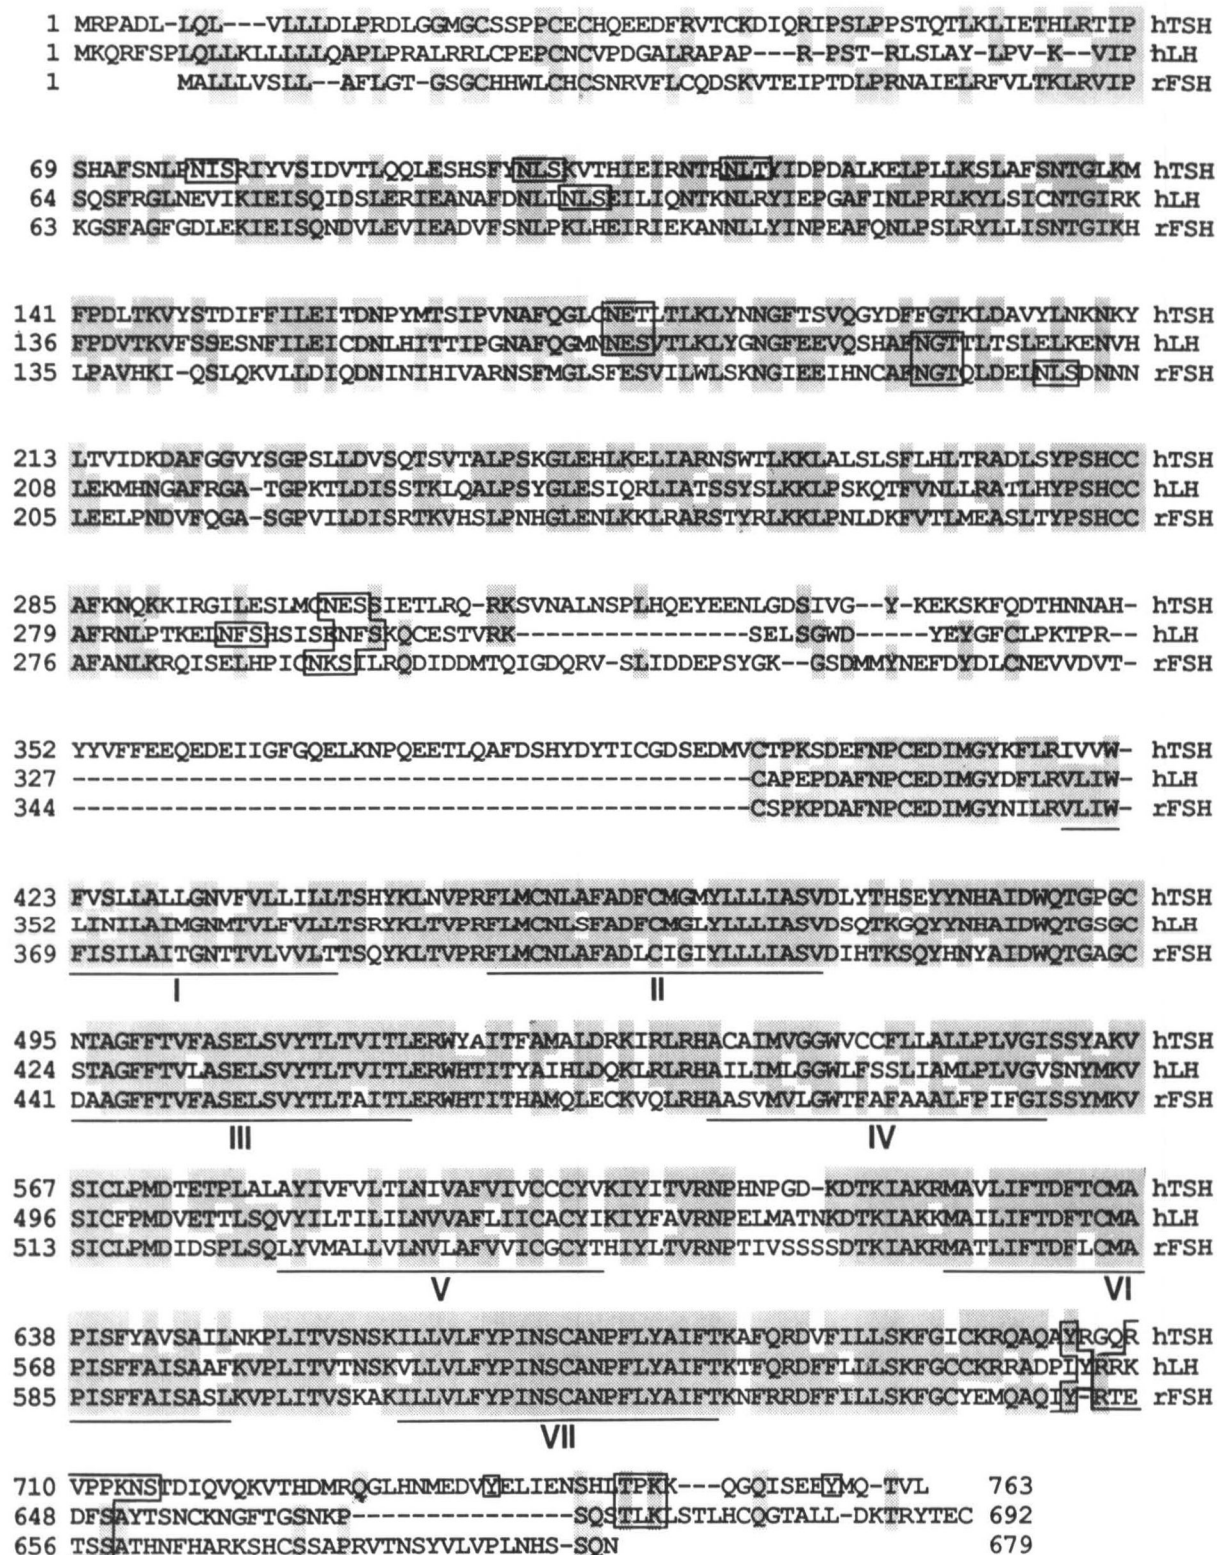 1 MRPADL-LQL---VLLLDLPRDLGGMGCSSPPCECHQEEDFRVTCKDIQRIPSLPPSTQTLKLIETHLRTIP hTSH
1 MKQRFSPLQLLKLLLLLQAPLPRALRRLCPEPCNCVPDGALRAPAP---R-PST-RLSLAY-LPV-K--VIP hLH
1 MALLLVSLL--AFLGT-GSGCHHWLCHCSNRVFLCQDSKVTEIPTDLPRNAIELRFVLTKLRVIP rFSH
69 SHAFSNLPNISRIYVSIDVTLQQLESHSFYNLSKVTHIEIRNTRNLTYIDPDALKELPLLKSLAFSNTGLKM hTSH
64 SQSFRGLNEVIKIEISQIDSLERIEANAFDNLINLSEILIQNTKNLRYIEPGAFINLPRLKYLSICNTGIRK hLH
63 KGSFAGFGDLEKIEISQNDVLEVIEADVFSNLPKLHEIRIEKANNLLYINPEAFQNLPSLRYLLISNTGIKH rFSH
141 FPDLTKVYSTDIFFILEITDNPYMTSIPVNAFQGLCNETLTLKLYNNGFTSVQGYDFFGTKLDAVYLNKNKY hTSH
136 FPDVTKVFSSESNFILEICDNLHITTIPGNAFQGMNNESVTLKLYGNGFEEVQSHAFNGTTLTSLELKENVH hLH
135 LPAVHKI-QSLQKVLLDIQDNINIHIVARNSFMGLSFESVILWLSKNGIEEIHNCAFNGTQLDELNLSDNNN rFSH
213 LTVIDKDAFGGVYSGPSLLDVSQTSVTALPSKGLEHLKELIARNSWTLKKLALSLSFLHLTRADLSYPSHCC hTSH
208 LEKMHNGAFRGA-TGPKTLDISSTKLQALPSYGLESIQRLIATSSYSLKKLPSKQTFVNLLRATLHYPSHCC hLH
205 LEELPNDVFQGA-SGPVILDISRTKVHSLPNHGLENLKKLRARSTYRLKKLPNLDKFVTLMEASLTYPSHCC rFSH
285 AFKNQKKIRGILESLMCNESSIETLRQ-RKSVNALNSPLHQEYEENLGDSIVG--Y-KEKSKFQDTHNNAH- hTSH
279 AFRNLPTKELNFSHSISENFSKQCESTVRK----------------SELSGWD------YEYGFCLPKTPR-- hLH
276 AFANLKRQISELHPICNKSILRQDIDDMTQIGDQRV-SLIDDEPSYGK--GSDMMYNEFDYDLCNEVVDVT- rFSH
352 YYVFFEEQEDEIIGFGQELKNPQEETLQAFDSHYDYTICGDSEDMVCTPKSDEFNPCEDIMGYKFLRIVVW- hTSH
327 ----------------------------------------------CAPEPDAFNPCEDIMGYDFLRVLIW- hLH
344 ----------------------------------------------CSPKPDAFNPCEDIMGYNILRVLIW- rFSH
423 FVSLLALLGNVFVLLILLTSHYKLNVPRFLMCNLAFADFCMGMYLLLIASVDLYTHSEYYNHAIDWQTGPGC hTSH
352 LINILAIMGNMTVLFVLLTSRYKLTVPRFLMCNLSFADFCMGLYLLLIASVDSQTKGQYYNHAIDWQTGSGC hLH
369 FISILAITGNTTVLVVLTTSQYKLTVPRFLMCNLAFADLCIGIYLLLIASVDIHTKSQYHNYAIDWQTGAGC rFSH
I II
495 NTAGFFTVFASELSVYTLTVITLERWYAITFAMALDRKIRLRHACAIMVGGWVCCFLLALLPLVGISSYAKV hTSH
424 STAGFFTVLASELSVYTLTVITLERWHTITYAIHLDQKLRLRHAILIMLGGWLFSSLIAMLPLVGVSNYMKV hLH
441 DAAGFFTVFASELSVYTLTAITLERWHTITHAMQLECKVQLRHAASVMVLGWTFAFAAALFPIFGISSYMKV rFSH
III IV
567 SICLPMDTETPLALAYIVFVLTLNIVAFVIVCCCYVKIYITVRNPHNPGD-KDTKIAKRMAVLIFTDFTCMA hTSH
496 SICFPMDVETTLSQVYILTILILNVVAFLIICACYIKIYFAVRNPELMATNKDTKIAKKMAILIFTDFTCMA hLH
513 SICLPMDIDSPLSQLYVMALLVLNVLAFVVICGCYTHIYLTVRNPTIVSSSSDTKIAKRMATLIFTDFLCMA rFSH
V VI
638 PISFYAVSAILNKPLITVSNSKILLVLFYPINSCANPFLYAIFTKAFQRDVFILLSKFGICKRQAQAYRGQR hTSH
568 PISFFAISAAFKVPLITVTNSKVLLVLFYPINSCANPFLYAIFTKTFQRDFFLLLSKFGCCKRRADPIYRRK hLH
585 PISFFAISASLKVPLITVSKAKILLVLFYPINSCANPFLYAIFTKNFRRDFFILLSKFGCYEMQAQIY-RTE rFSH
VII
710 VPPKNSTDIQVQKVTHDMRQGLHNMEDVYELIENSHLTPKK---QGQISEEYMQ-TVL 763
648 DFSAYTSNCKNGFTGSNKP---------------SQSTLKLSTLHCQGTALL-DKTRYTEC 692
656 TSSATHNFHARKSHCSSAPRVTNSYVLVPLNHS-SQN 679